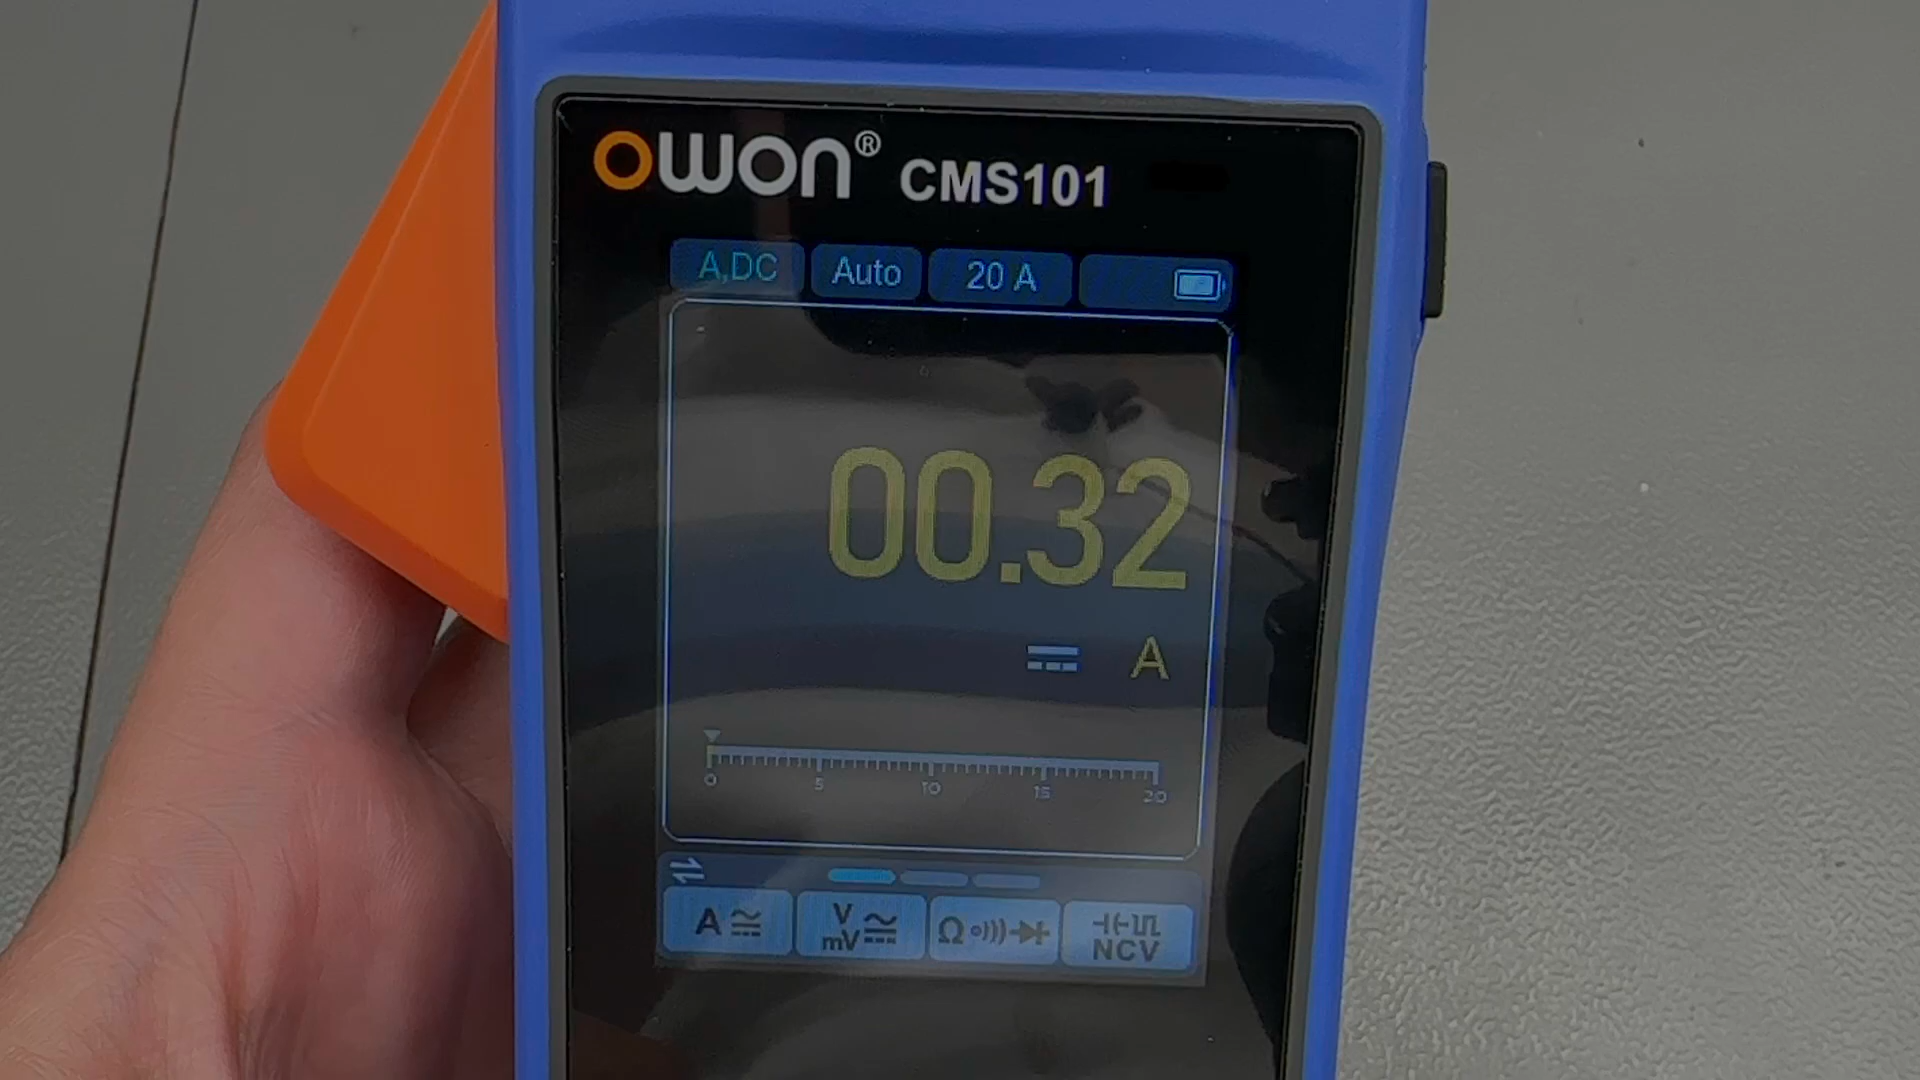 owon® CMS101
A,DC Auto 20 A
00.32
A
0 5 10 15 20
A V Ω
mV NCV